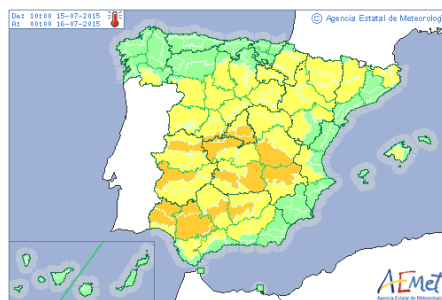 De: 10:00 15-07-2015
A: 00:00 16-07-2015
© Agencia Estatal de Meteorología
AEMet
Agencia Estatal de Meteorología